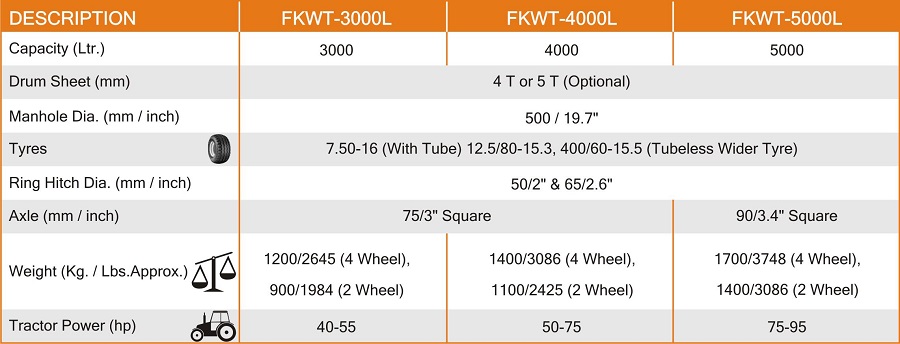 DESCRIPTION FKWT-3000L FKWT-4000L FKWT-5000L
Capacity (Ltr.) 3000 4000 5000
Drum Sheet (mm) 4 T or 5 T (Optional)
Manhole Dia. (mm / inch) 500 / 19.7"
Tyres 7.50-16 (With Tube) 12.5/80-15.3, 400/60-15.5 (Tubeless Wider Tyre)
Ring Hitch Dia. (mm / inch) 50/2" & 65/2.6"
Axle (mm / inch) 75/3" Square 90/3.4" Square
Weight (Kg. / Lbs.Approx.) 1200/2645 (4 Wheel), 1400/3086 (4 Wheel), 1700/3748 (4 Wheel),
900/1984 (2 Wheel) 1100/2425 (2 Wheel) 1400/3086 (2 Wheel)
Tractor Power (hp) 40-55 50-75 75-95